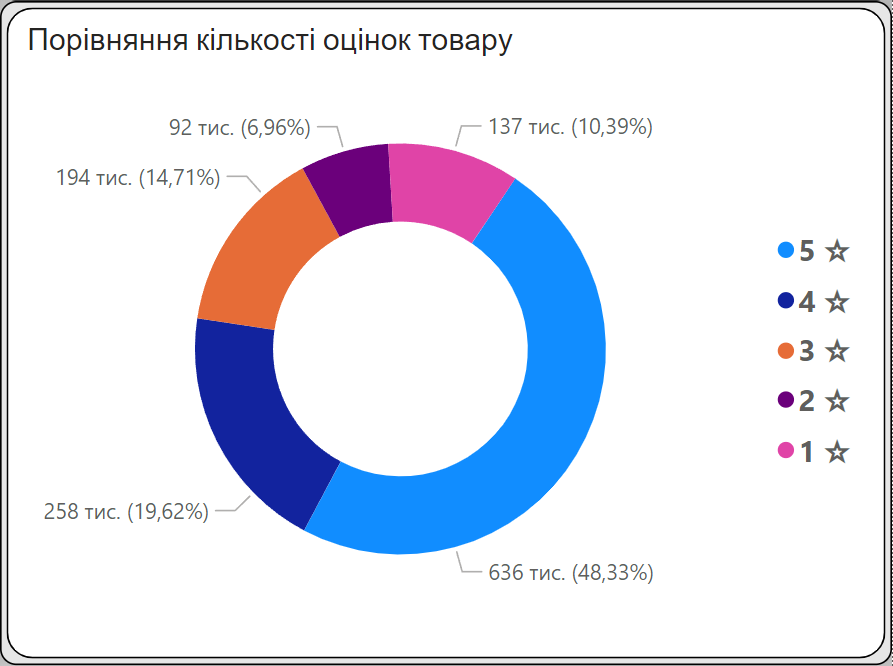 Порівняння кількості оцінок товару
92 тис. (6,96%)
137 тис. (10,39%)
194 тис. (14,71%)
5 ☆
4 ☆
3 ☆
2 ☆
1 ☆
258 тис. (19,62%)
636 тис. (48,33%)